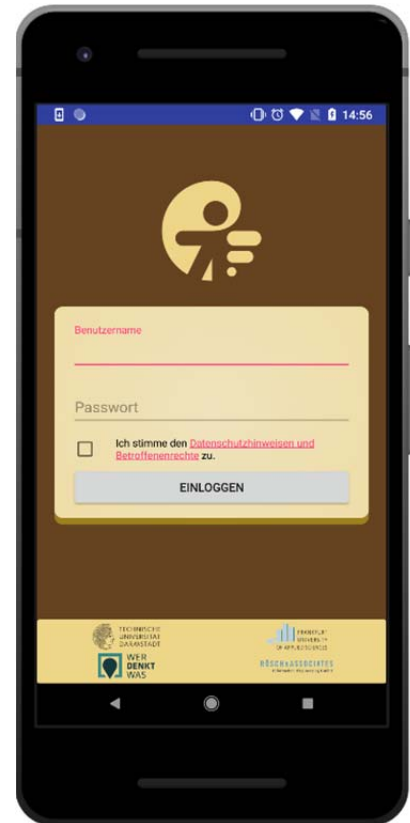 14:56
Benutzername
Passwort
Ich stimme den Datenschutzhinweisen und
Betroffenenrechte zu.
EINLOGGEN
TECHNISCHE
UNIVERSITÄT
DARMSTADT
FRANKFURT
UNIVERSITY
OF APPLIED SCIENCES
WER
DENKT
WAS
RÖSCH&ASSOCIATES